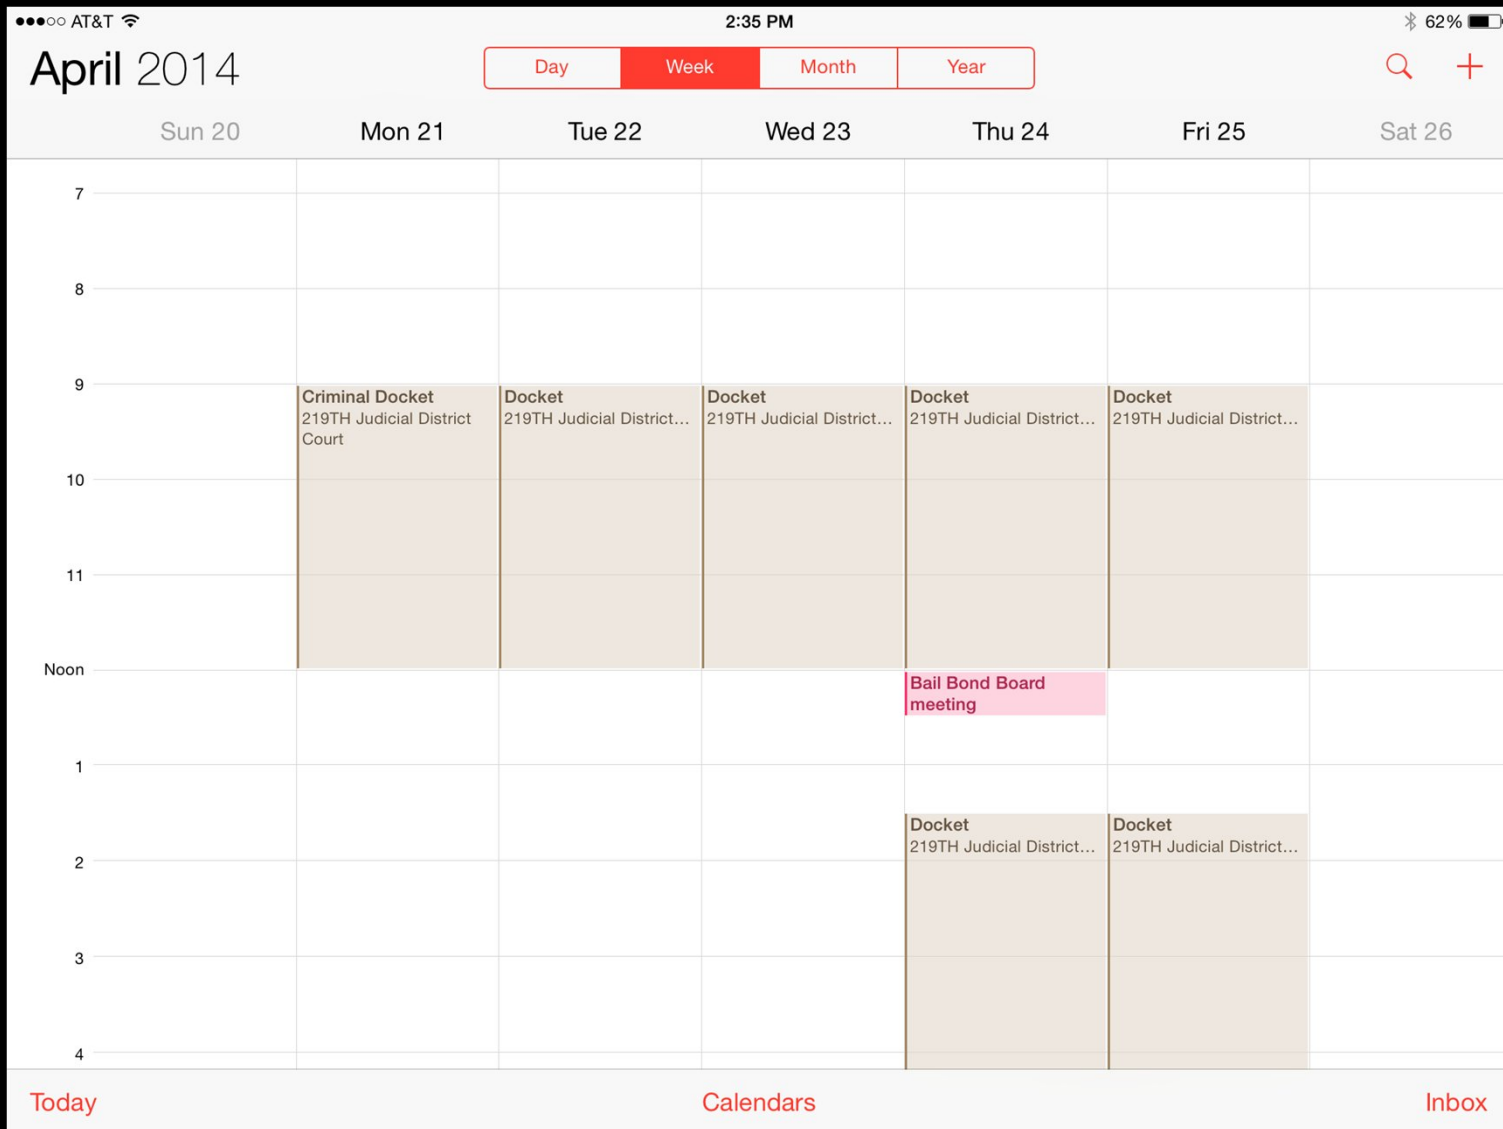 AT&T 2:35 PM 62%
April 2014 Day Week Month Year
Sun 20 Mon 21 Tue 22 Wed 23 Thu 24 Fri 25 Sat 26
7
8
9
Criminal Docket
219TH Judicial District
Court
Docket
219TH Judicial District...
Docket
219TH Judicial District...
Docket
219TH Judicial District...
Docket
219TH Judicial District...
10
11
Noon
Bail Bond Board
meeting
1
Docket
219TH Judicial District...
Docket
219TH Judicial District...
2
3
4
Today Calendars Inbox